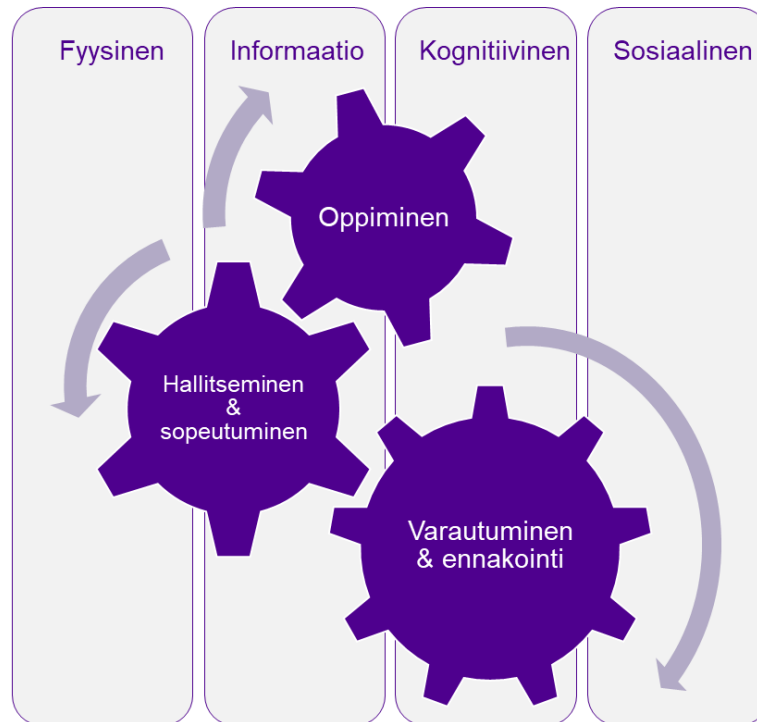 Fyysinen
Informaatio
Kognitiivinen
Sosiaalinen
Oppiminen
Hallitseminen
&
sopeutuminen
Varautuminen
& ennakointi